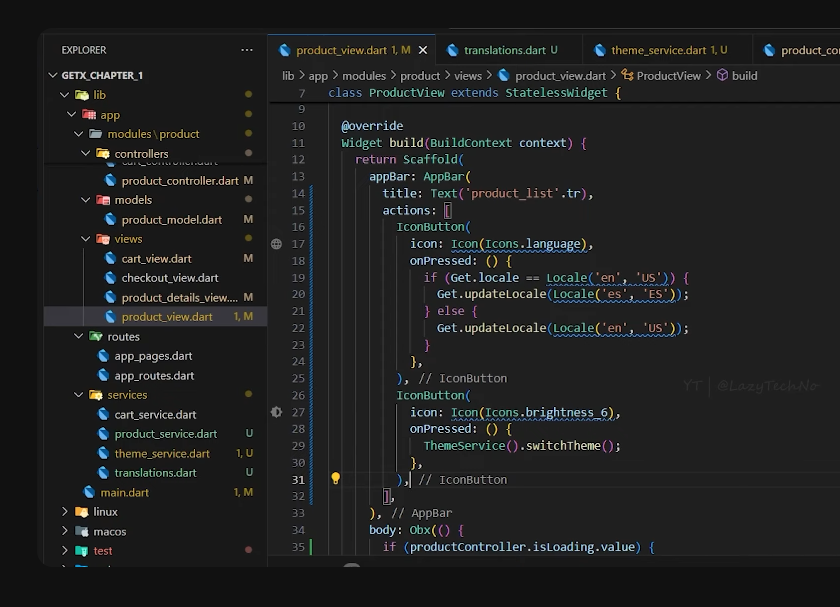 EXPLORER
GETX_CHAPTER_1
lib
app
modules \ product
controllers
cart_controller.dart
product_controller.dart M
models
product_model.dart M
views
cart_view.dart M
checkout_view.dart
product_details_view.... M
product_view.dart 1, M
routes
app_pages.dart
app_routes.dart
services
cart_service.dart
product_service.dart U
theme_service.dart 1, U
translations.dart U
main.dart 1, M
linux
macos
test
product_view.dart 1, M
translations.dart U
theme_service.dart 1, U
product_con
lib > app > modules > product > views > product_view.dart > ProductView > build
7 class ProductView extends StatelessWidget {
9
10 @override
11 Widget build(BuildContext context) {
12 return Scaffold(
13 appBar: AppBar(
14 title: Text('product_list'.tr),
15 actions: [
16 IconButton(
17 icon: Icon(Icons.language),
18 onPressed: () {
19 if (Get.locale == Locale('en', 'US')) {
20 Get.updateLocale(Locale('es', 'ES'));
21 } else {
22 Get.updateLocale(Locale('en', 'US'));
23 }
24 },
25 ), // IconButton
26 IconButton(
27 icon: Icon(Icons.brightness_6),
28 onPressed: () {
29 ThemeService().switchTheme();
30 },
31 ), // IconButton
32 ],
33 ), // AppBar
34 body: Obx(() {
35 if (productController.isLoading.value) {
YT | @LazyTechNo